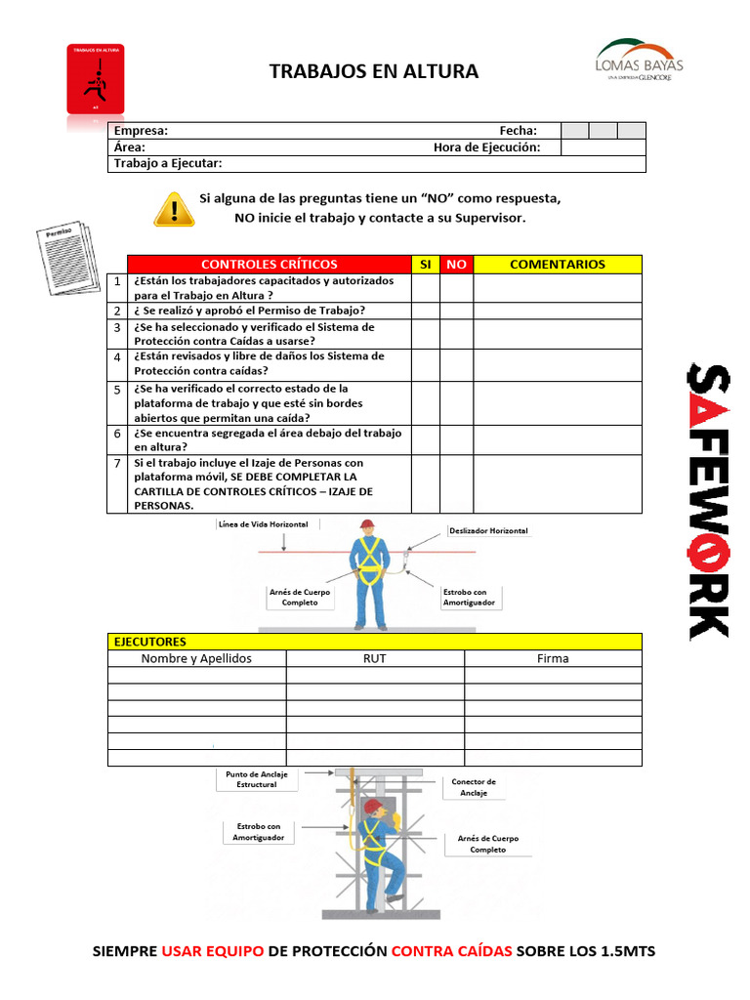 TRABAJOS EN ALTURA
TRABAJOS EN ALTURA
LOMAS BAYAS
GLENCORE
Empresa: Fecha:
Área: Hora de Ejecución:
Trabajo a Ejecutar:
Si alguna de las preguntas tiene un “NO” como respuesta,
NO inicie el trabajo y contacte a su Supervisor.
Permiso
CONTROLES CRÍTICOS SI NO COMENTARIOS
1 ¿Están los trabajadores capacitados y autorizados
para el Trabajo en Altura ?
2 ¿ Se realizó y aprobó el Permiso de Trabajo?
3 ¿Se ha seleccionado y verificado el Sistema de
Protección contra Caídas a usarse?
4 ¿Están revisados y libre de daños los Sistema de
Protección contra caídas?
5 ¿Se ha verificado el correcto estado de la
plataforma de trabajo y que esté sin bordes
abiertos que permitan una caída?
6 ¿Se encuentra segregada el área debajo del trabajo
en altura?
7 Si el trabajo incluye el Izaje de Personas con
plataforma móvil, SE DEBE COMPLETAR LA
CARTILLA DE CONTROLES CRÍTICOS – IZAJE DE
PERSONAS.
SAFEWORK
Línea de Vida Horizontal
Deslizador Horizontal
Arnés de Cuerpo
Completo
Estrobo con
Amortiguador
EJECUTORES
Nombre y Apellidos RUT Firma
Punto de Anclaje
Estructural
Conector de
Anclaje
Estrobo con
Amortiguador
Arnés de Cuerpo
Completo
SIEMPRE USAR EQUIPO DE PROTECCIÓN CONTRA CAÍDAS SOBRE LOS 1.5MTS